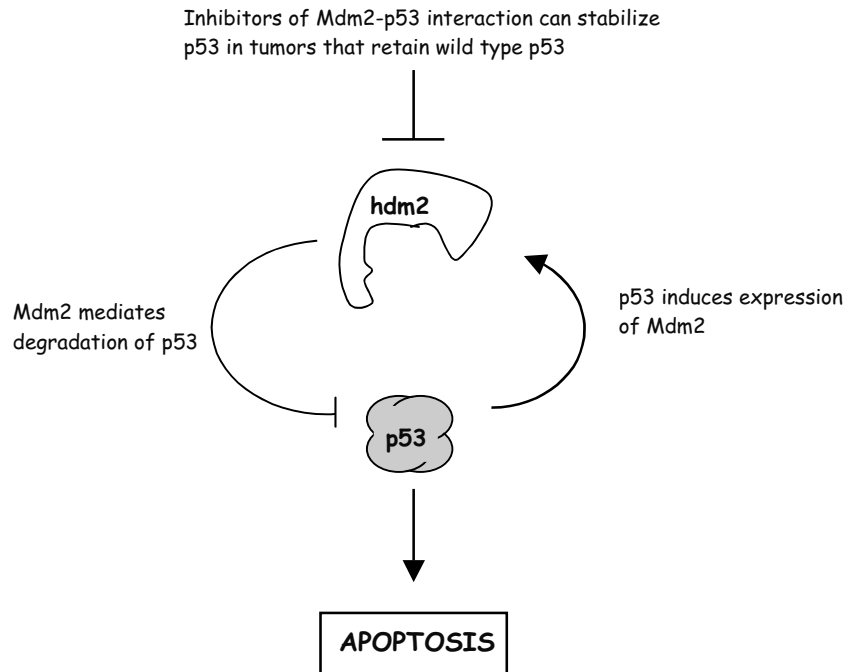 Inhibitors of Mdm2-p53 interaction can stabilize
p53 in tumors that retain wild type p53
hdm2
Mdm2 mediates
degradation of p53
p53 induces expression
of Mdm2
p53
APOPTOSIS